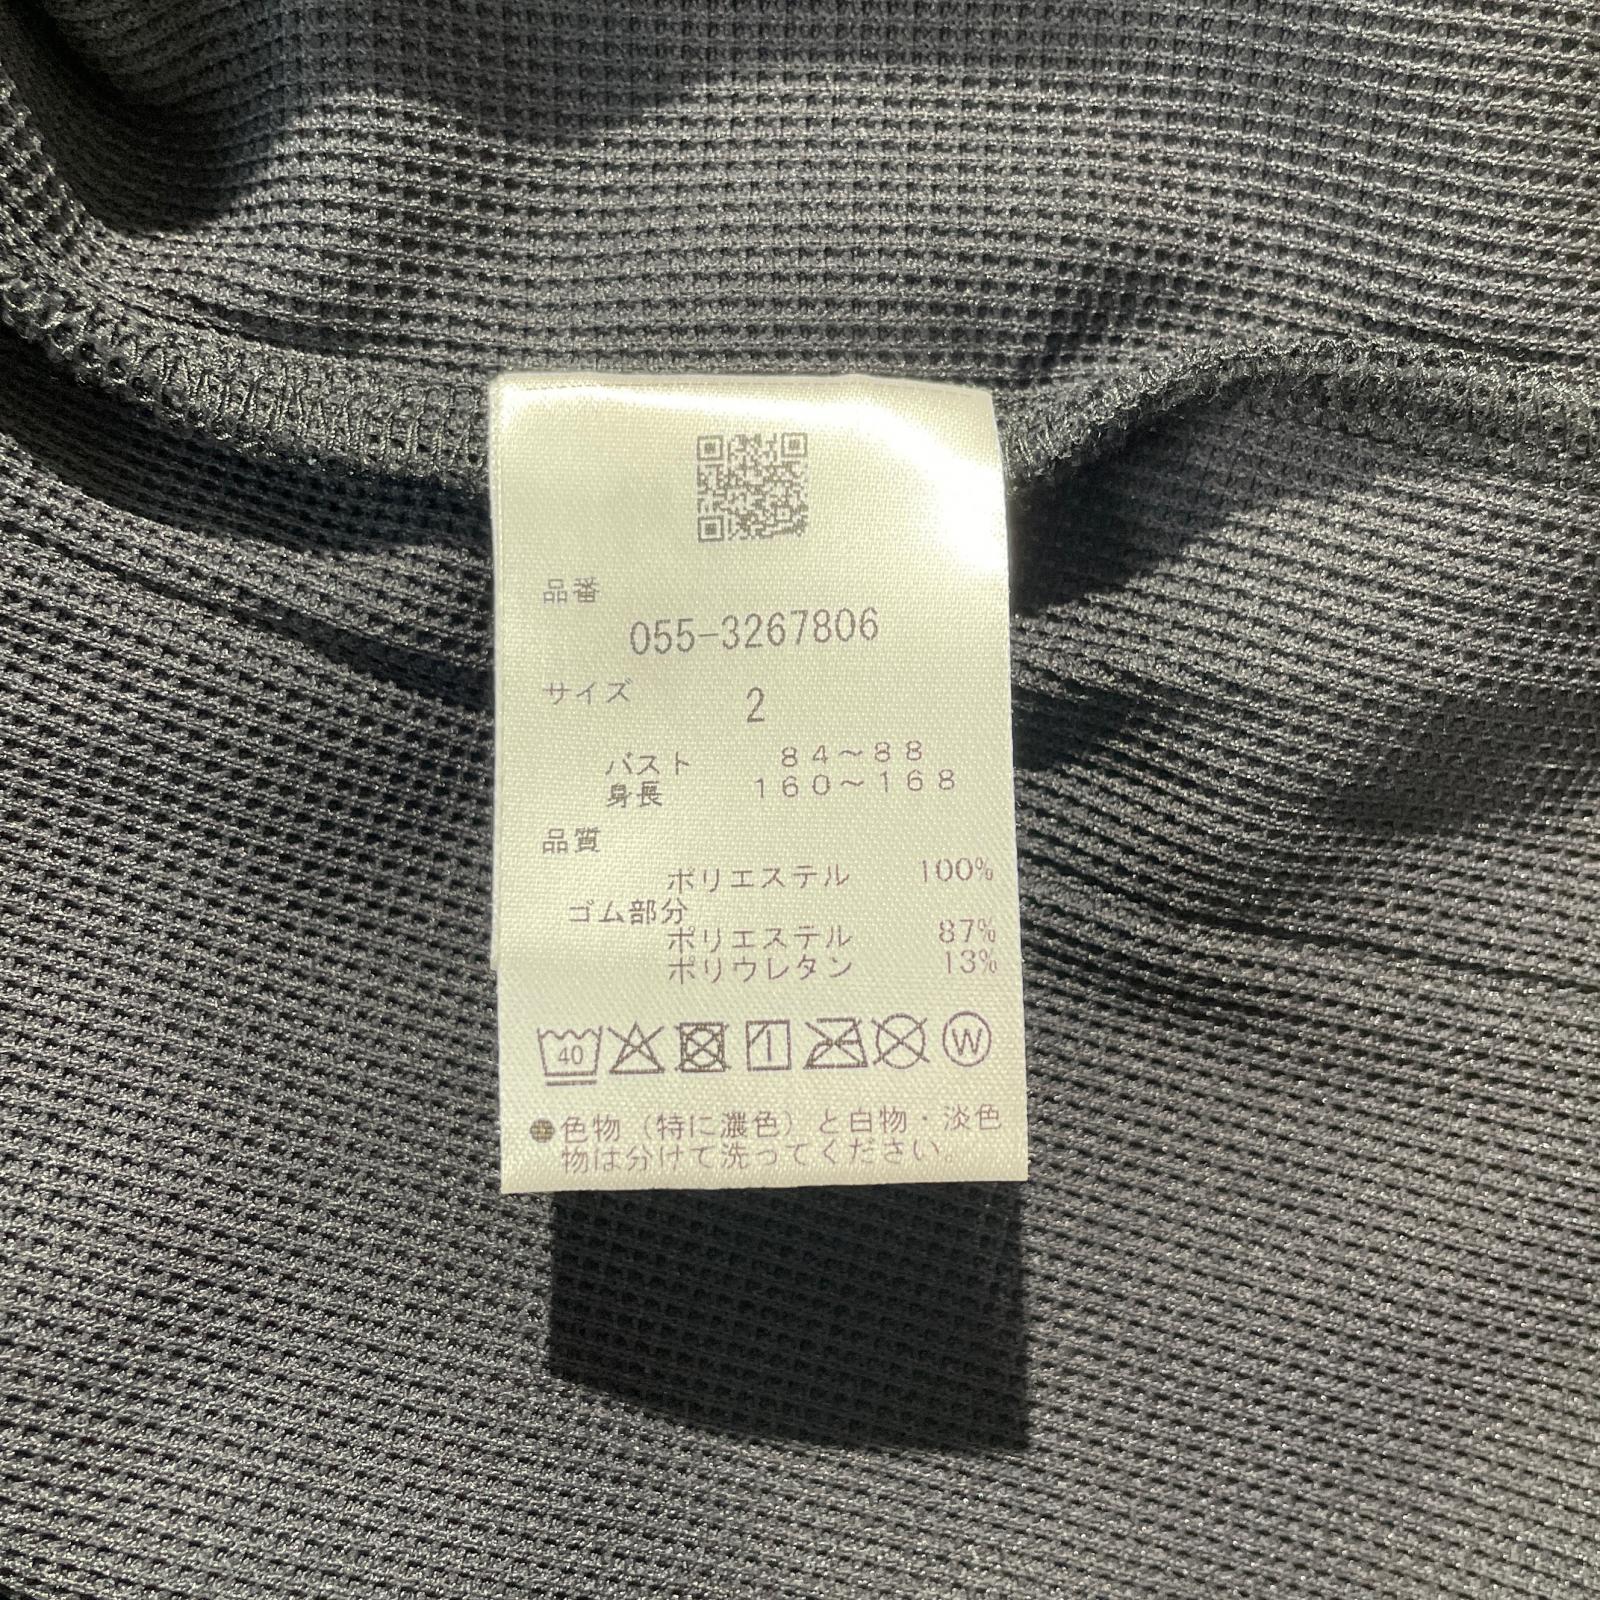 品番
055-3267806
サイズ 2
バスト 84~88
身長 160~168
品質
ポリエステル 100%
ゴム部分
ポリエステル 87%
ポリウレタン 13%
40 W
●色物(特に濃色)と白物・淡色
物は分けて洗ってください。